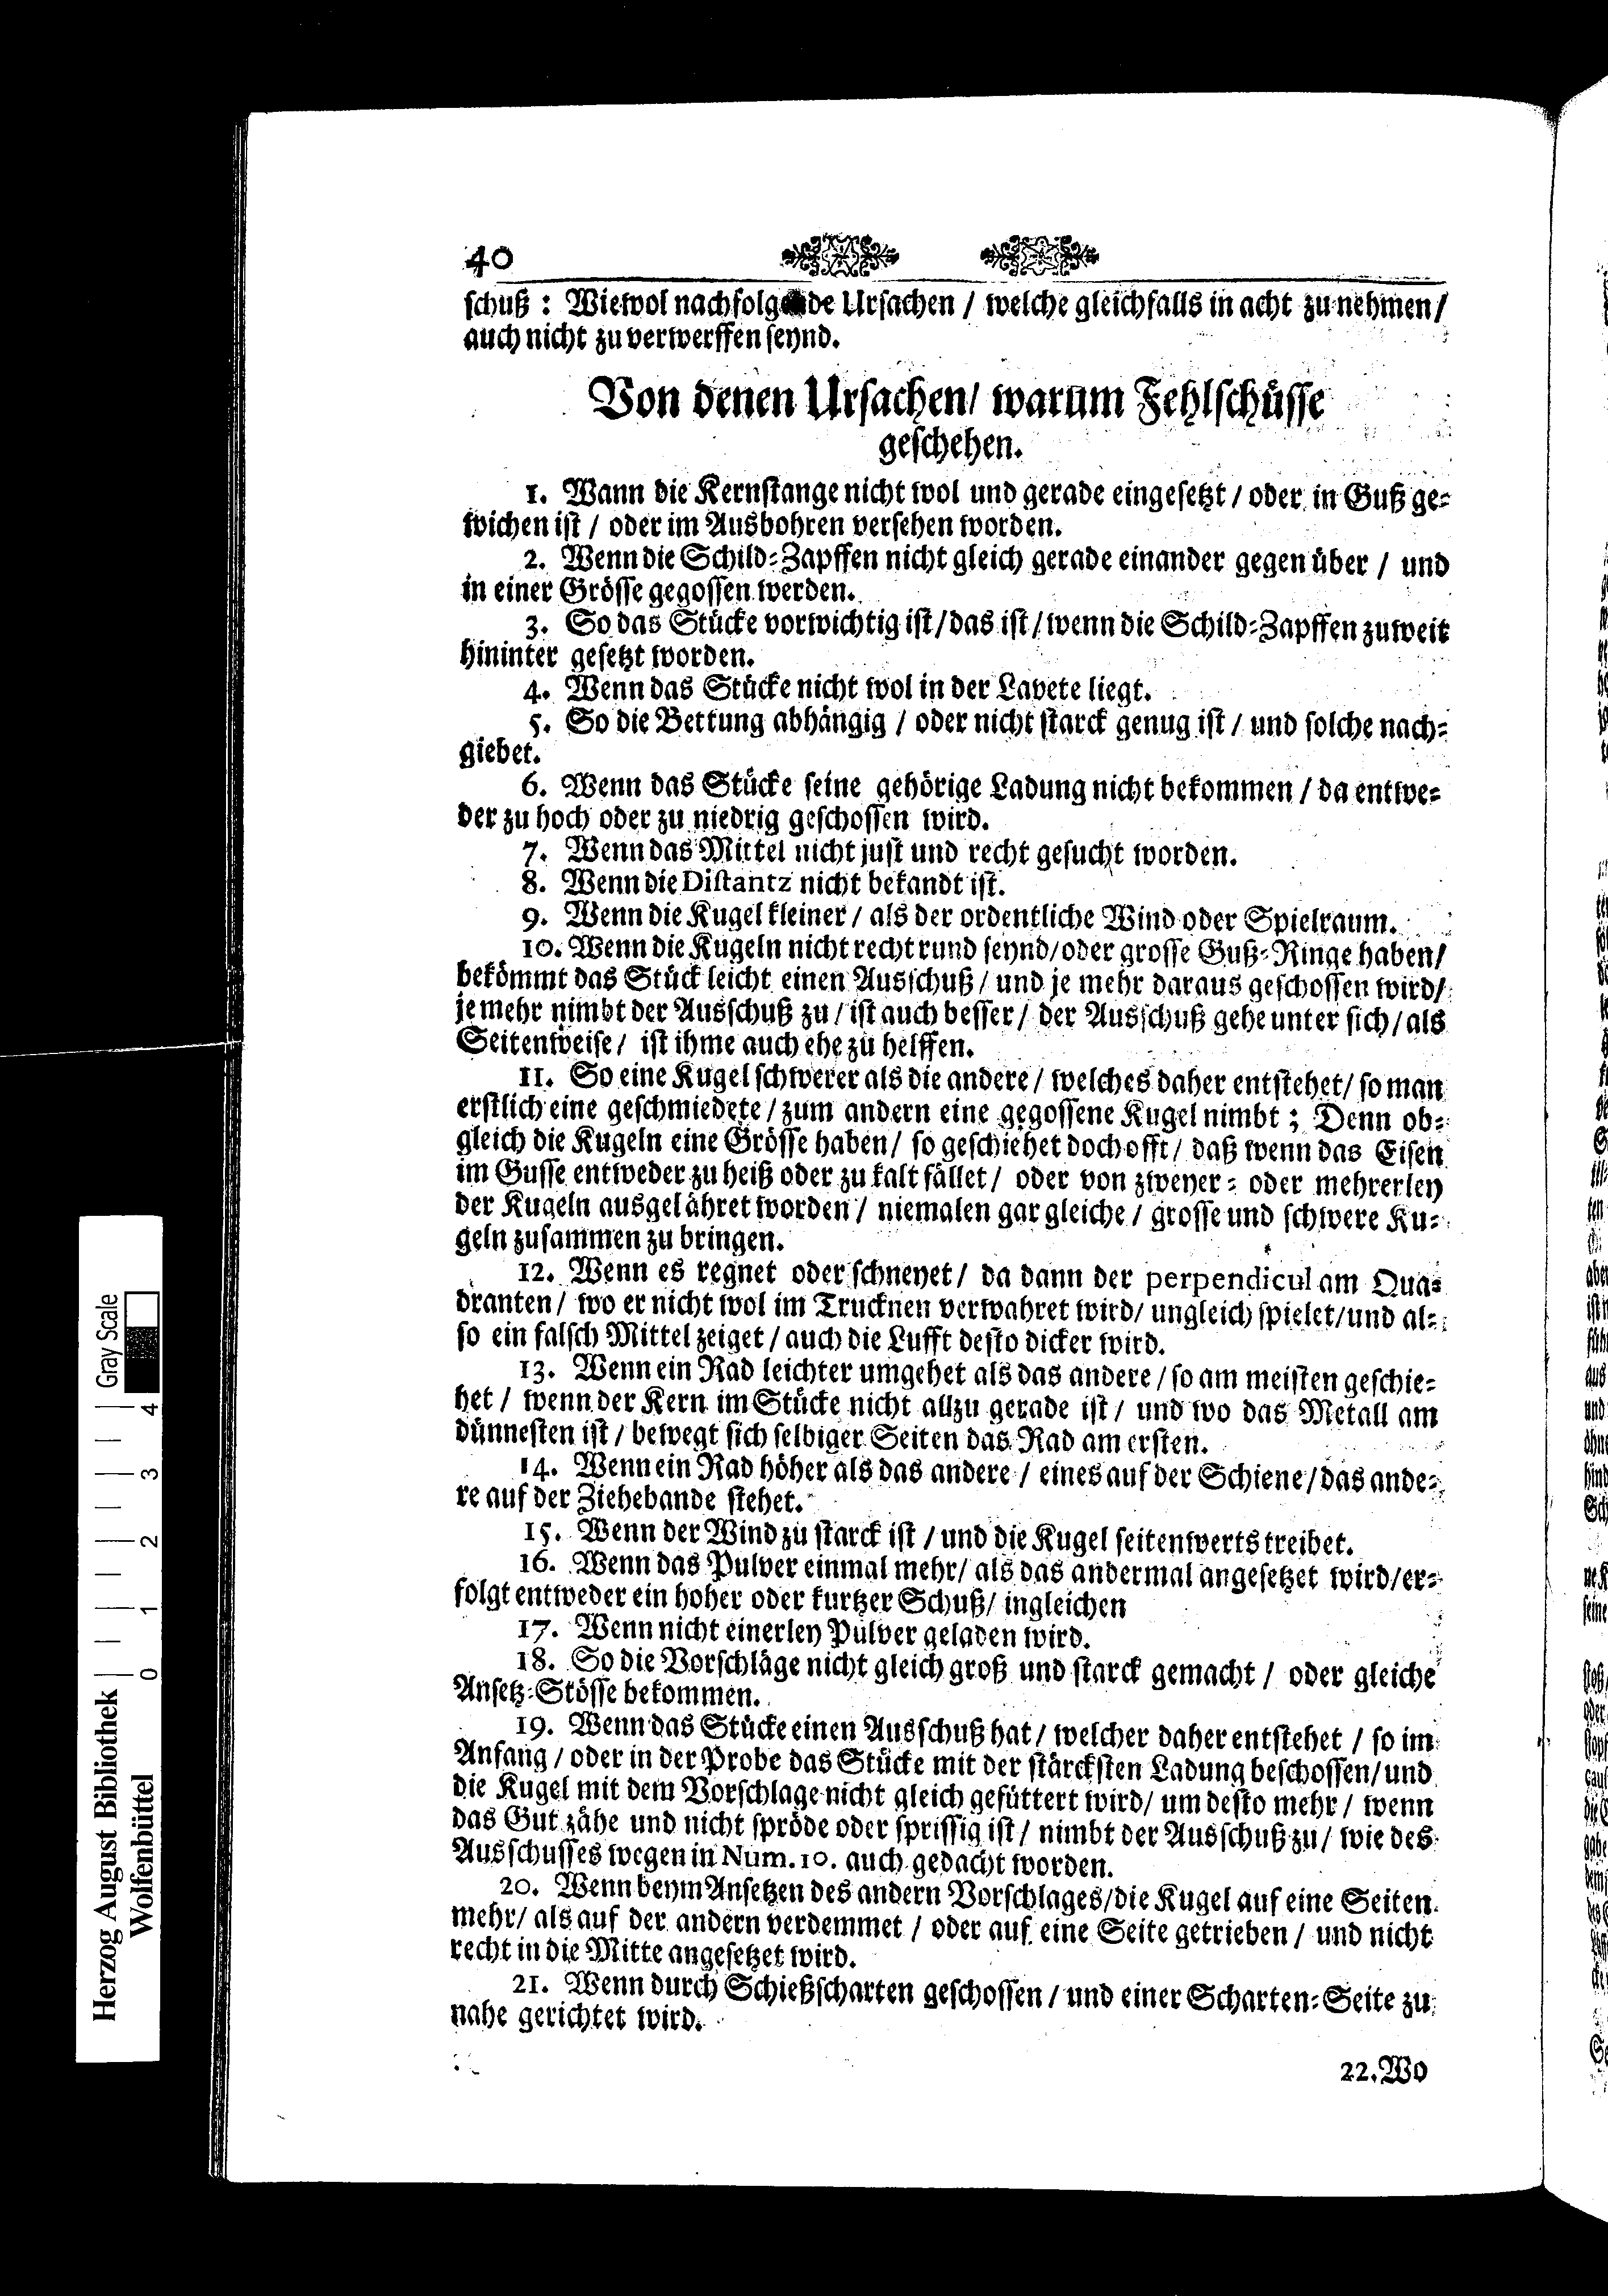 40
schuß : Wiewol nachfolgende Ursachen / welche gleichfalls in acht zu nehmen /
auch nicht zu verwerffen seynd.
Von denen Ursachen / warum Fehlschüsse
geschehen.
1. Wann die Kernstange nicht wol und gerade eingesetzt / oder in Guß ge-
wichen ist / oder im Ausbohren versehen worden.
2. Wenn die Schild-Zapffen nicht gleich gerade einander gegen über / und
in einer Grösse gegossen werden.
3. So das Stücke vorwichtig ist / das ist / wenn die Schild-Zapffen zuweit
hininter gesetzt worden.
4. Wenn das Stücke nicht wol in der Lavete liegt.
5. So die Bettung abhängig / oder nicht starck genug ist / und solche nach-
giebet.
6. Wenn das Stücke seine gehörige Ladung nicht bekommen / da entwe-
der zu hoch oder zu niedrig geschossen wird.
7. Wenn das Mittel nicht just und recht gesucht worden.
8. Wenn die Distantz nicht bekandt ist.
9. Wenn die Kugel kleiner / als der ordentliche Wind oder Spielraum.
10. Wenn die Kugeln nicht recht rund seynd / oder grosse Guß-Ringe haben /
bekömmt das Stück leicht einen Ausschuß / und je mehr daraus geschossen wird /
je mehr nimbt der Ausschuß zu / ist auch besser / der Ausschuß gehe unter sich / als
Seitenweise / ist ihme auch ehe zu helffen.
11. So eine Kugel schwerer als die andere / welches daher entstehet / so man
erstlich eine geschmiedete / zum andern eine gegossene Kugel nimbt ; Denn ob-
gleich die Kugeln eine Grösse haben / so geschiehet doch offt / daß wenn das Eisen
im Gusse entweder zu heiß oder zu kalt fället / oder von zweyer- oder mehrerley
der Kugeln ausgelähret worden / niemalen gar gleiche / grosse und schwere Ku-
geln zusammen zu bringen.
12. Wenn es regnet oder schneyet / da dann der perpendicul am Qua-
dranten / wo er nicht wol im Trucknen verwahret wird / ungleich spielet / und al-
so ein falsch Mittel zeiget / auch die Lufft desto dicker wird.
13. Wenn ein Rad leichter umgehet als das andere / so am meisten geschie-
het / wenn der Kern im Stücke nicht allzu gerade ist / und wo das Metall am
dünnesten ist / bewegt sich selbiger Seiten das Rad am ersten.
14. Wenn ein Rad höher als das andere / eines auf der Schiene / das ande-
re auf der Ziehebande stehet.
15. Wenn der Wind zu starck ist / und die Kugel seitenwerts treibet.
16. Wenn das Pulver einmal mehr / als das andermal angesetzet wird / er-
folgt entweder ein hoher oder kurtzer Schuß / ingleichen
17. Wenn nicht einerley Pulver geladen wird.
18. So die Vorschläge nicht gleich groß und starck gemacht / oder gleiche
Ansetz-Stösse bekommen.
19. Wenn das Stücke einen Ausschuß hat / welcher daher entstehet / so im
Anfang / oder in der Probe das Stücke mit der stärcksten Ladung beschossen / und
die Kugel mit dem Vorschlage nicht gleich gefüttert wird / um desto mehr / wenn
das Gut zähe und nicht spröde oder sprissig ist / nimbt der Ausschuß zu / wie des
Ausschusses wegen in Num. 10. auch gedacht worden.
20. Wenn beym Ansetzen des andern Vorschlages / die Kugel auf eine Seiten
mehr / als auf der andern verdemmet / oder auf eine Seite getrieben / und nicht
recht in die Mitte angesetzet wird.
21. Wenn durch Schießscharten geschossen / und einer Scharten-Seite zu
nahe gerichtet wird.
22. Wo
Herzog August Bibliothek
Wolfenbüttel
0 1 2 3 4
Gray Scale